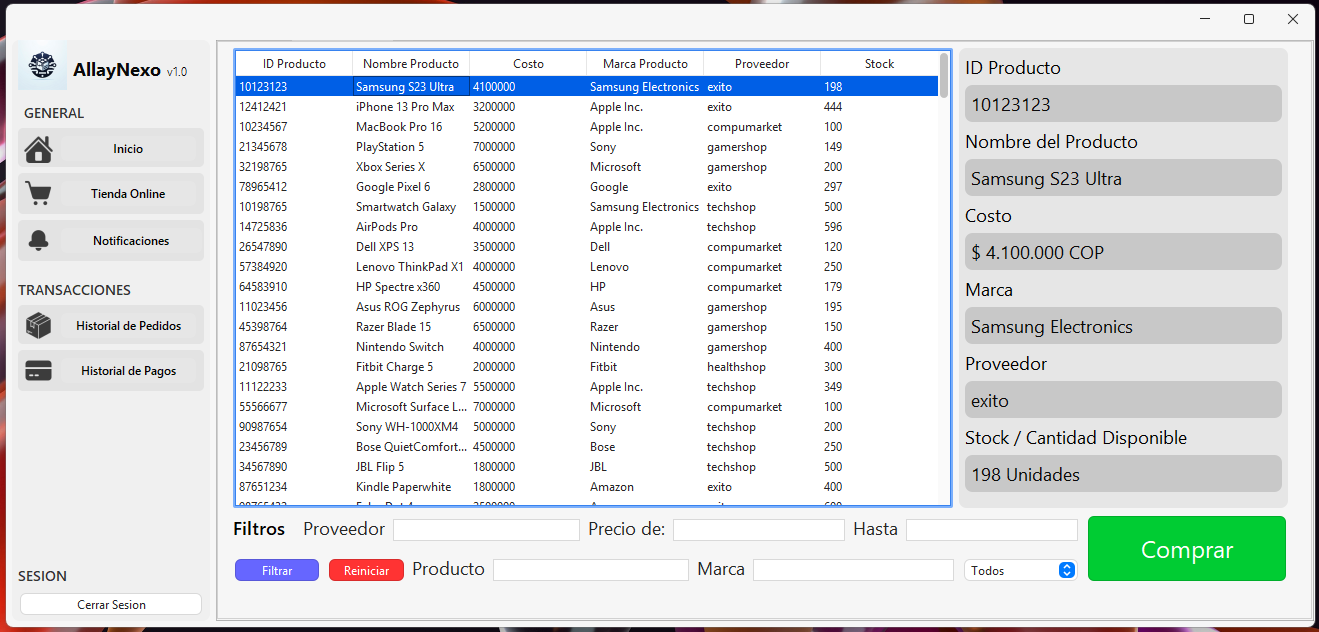 AllayNexo v1.0
GENERAL
Inicio
Tienda Online
Notificaciones
TRANSACCIONES
Historial de Pedidos
Historial de Pagos
SESION
Cerrar Sesion
ID Producto Nombre Producto Costo Marca Producto Proveedor Stock
10123123 Samsung S23 Ultra 4100000 Samsung Electronics exito 198
12412421 iPhone 13 Pro Max 3200000 Apple Inc. exito 444
10234567 MacBook Pro 16 5200000 Apple Inc. compumarket 100
21345678 PlayStation 5 7000000 Sony gamershop 149
32198765 Xbox Series X 6500000 Microsoft gamershop 200
78965412 Google Pixel 6 2800000 Google exito 297
10198765 Smartwatch Galaxy 1500000 Samsung Electronics techshop 500
14725836 AirPods Pro 4000000 Apple Inc. techshop 596
26547890 Dell XPS 13 3500000 Dell compumarket 120
57384920 Lenovo ThinkPad X1 4000000 Lenovo compumarket 250
64583910 HP Spectre x360 4500000 HP compumarket 179
11023456 Asus ROG Zephyrus 6000000 Asus gamershop 195
45398764 Razer Blade 15 6500000 Razer gamershop 150
87654321 Nintendo Switch 4000000 Nintendo gamershop 400
21098765 Fitbit Charge 5 2000000 Fitbit healthshop 300
11122233 Apple Watch Series 7 5500000 Apple Inc. techshop 349
55566677 Microsoft Surface L... 7000000 Microsoft compumarket 100
90987654 Sony WH-1000XM4 5000000 Sony techshop 200
23456789 Bose QuietComfort... 4500000 Bose techshop 250
34567890 JBL Flip 5 1800000 JBL techshop 500
87651234 Kindle Paperwhite 1800000 Amazon exito 400
ID Producto
10123123
Nombre del Producto
Samsung S23 Ultra
Costo
$ 4.100.000 COP
Marca
Samsung Electronics
Proveedor
exito
Stock / Cantidad Disponible
198 Unidades
Filtros Proveedor Precio de: Hasta
Filtrar Reiniciar Producto Marca Todos
Comprar